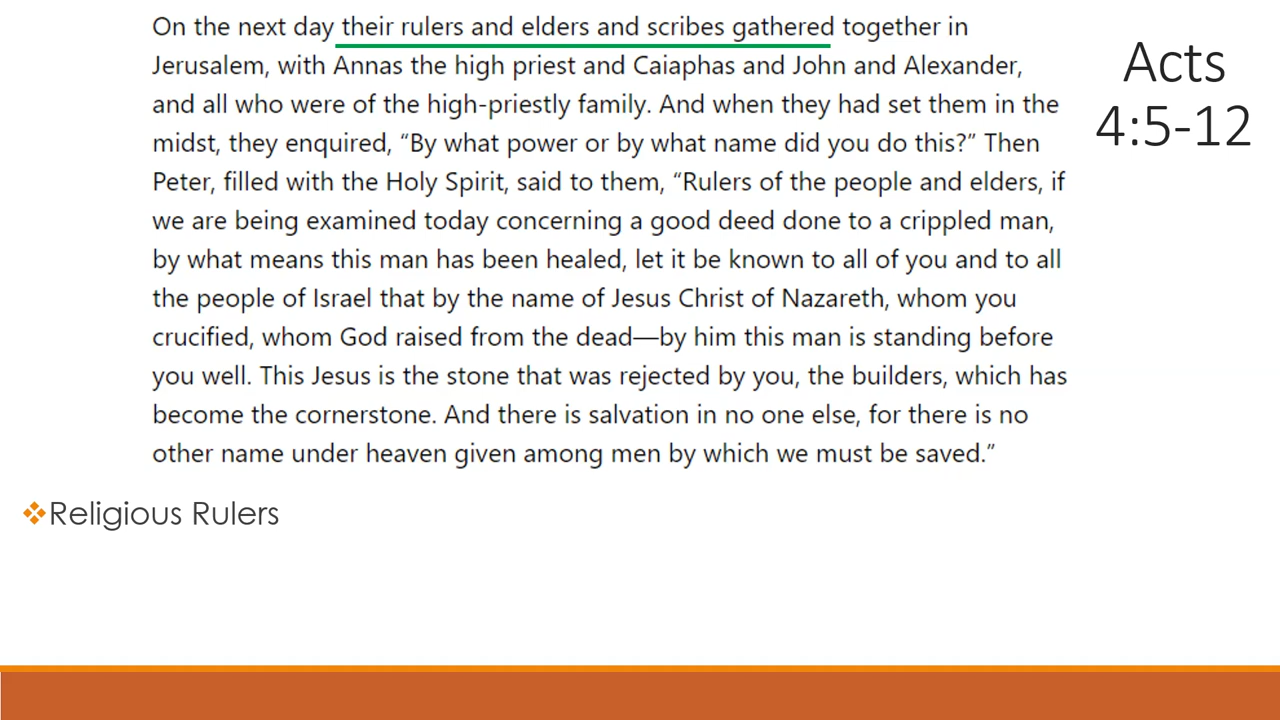 On the next day their rulers and elders and scribes gathered together in
Jerusalem, with Annas the high priest and Caiaphas and John and Alexander,
and all who were of the high-priestly family. And when they had set them in the
midst, they enquired, “By what power or by what name did you do this?” Then
Peter, filled with the Holy Spirit, said to them, “Rulers of the people and elders, if
we are being examined today concerning a good deed done to a crippled man,
by what means this man has been healed, let it be known to all of you and to all
the people of Israel that by the name of Jesus Christ of Nazareth, whom you
crucified, whom God raised from the dead—by him this man is standing before
you well. This Jesus is the stone that was rejected by you, the builders, which has
become the cornerstone. And there is salvation in no one else, for there is no
other name under heaven given among men by which we must be saved.”
Acts
4:5-12
❖Religious Rulers